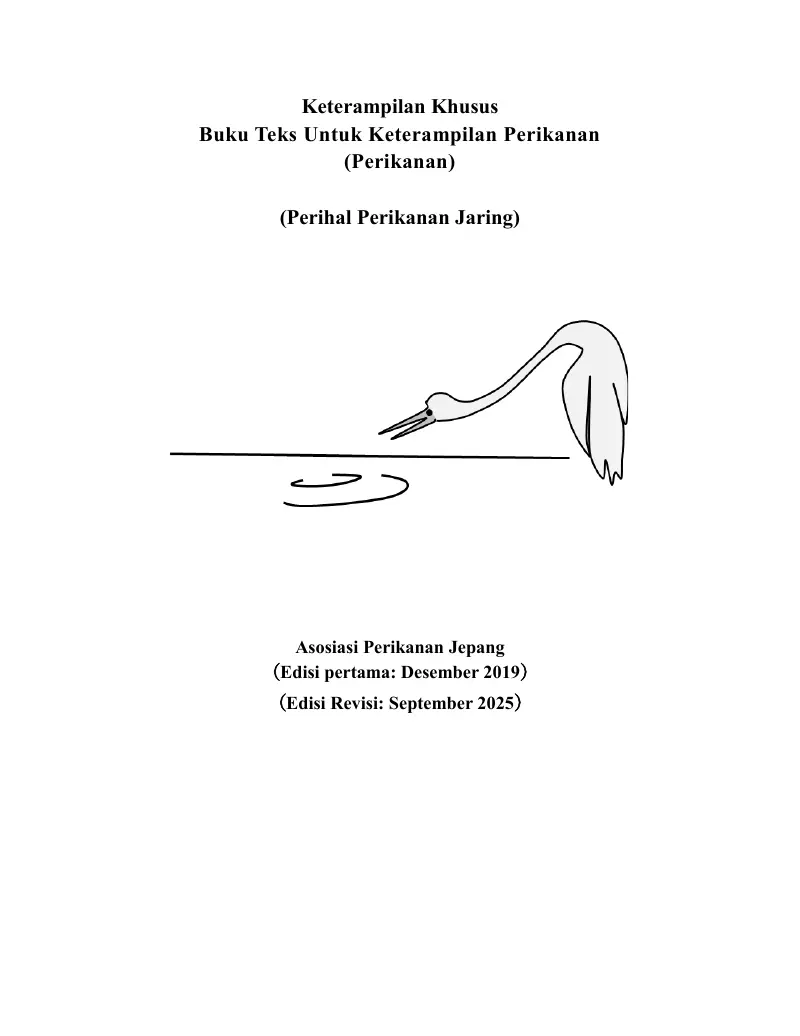 Keterampilan Khusus
Buku Teks Untuk Keterampilan Perikanan
(Perikanan)
(Perihal Perikanan Jaring)
Asosiasi Perikanan Jepang
（Edisi pertama: Desember 2019）
（Edisi Revisi: September 2025）